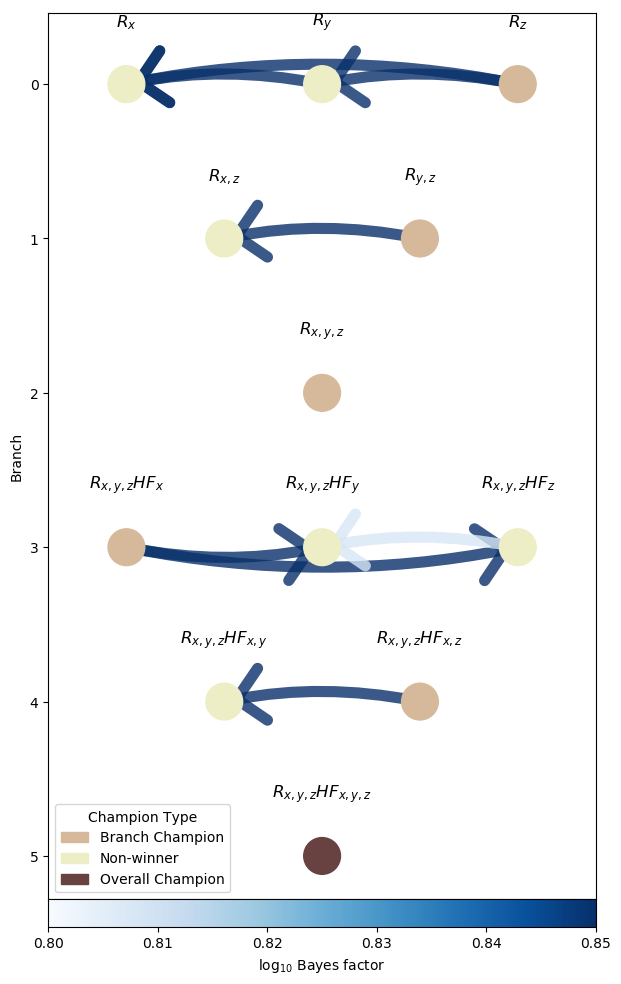 R_x R_y R_z
0
R_{x,z} R_{y,z}
1
R_{x,y,z}
2
Branch
R_{x,y,z}HF_x R_{x,y,z}HF_y R_{x,y,z}HF_z
3
R_{x,y,z}HF_{x,y} R_{x,y,z}HF_{x,z}
4
R_{x,y,z}HF_{x,y,z}
Champion Type
Branch Champion
Non-winner
Overall Champion
5
0.80 0.81 0.82 0.83 0.84 0.85
log_{10} Bayes factor